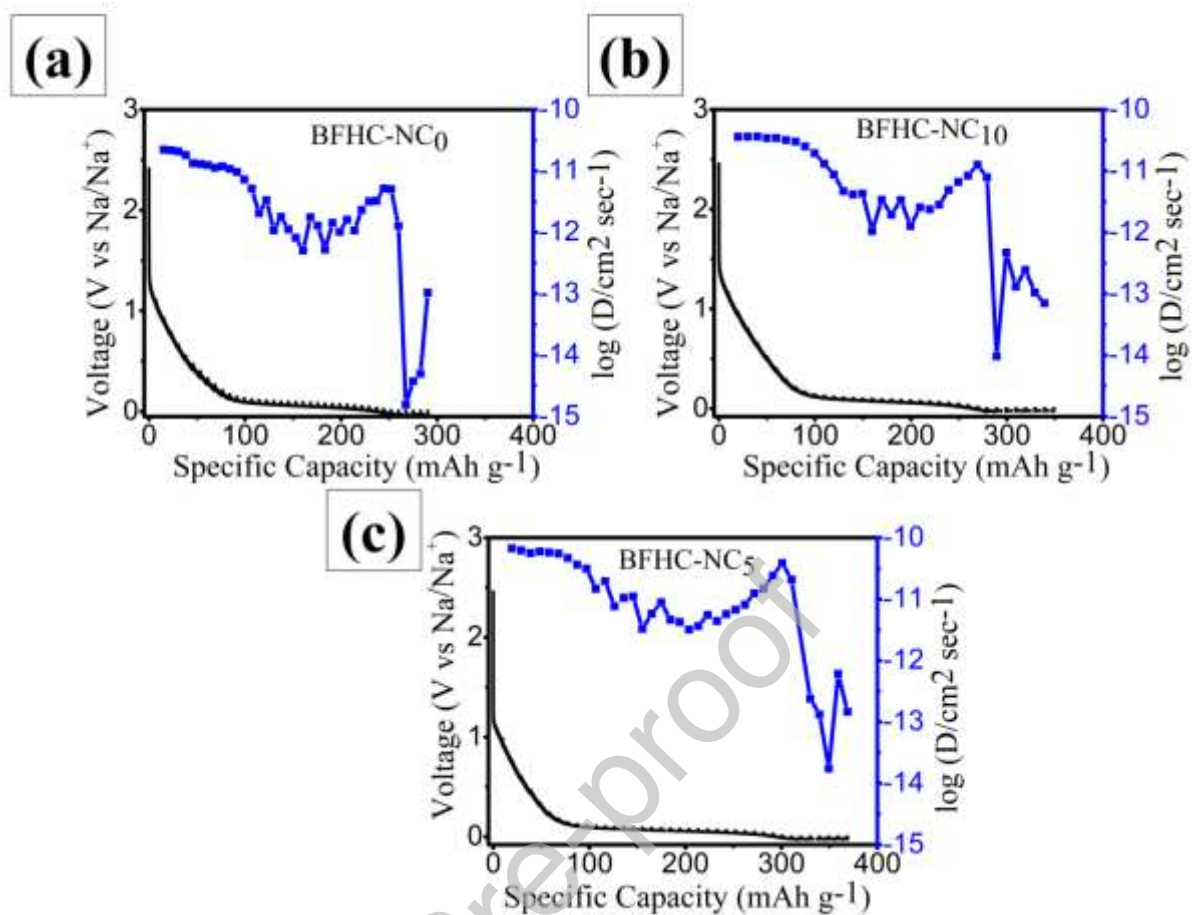 (a)
BFHC-NC0
3
2
1
0
Voltage (V vs Na/Na+)
-10
-11
-12
-13
-14
-15
log (D/cm2 sec-1)
0 100 200 300 400
Specific Capacity (mAh g-1)
(b)
BFHC-NC10
3
2
1
0
Voltage (V vs Na/Na+)
-10
-11
-12
-13
-14
-15
log (D/cm2 sec-1)
0 100 200 300 400
Specific Capacity (mAh g-1)
(c)
BFHC-NC5
3
2
1
0
Voltage (V vs Na/Na+)
-10
-11
-12
-13
-14
-15
log (D/cm2 sec-1)
0 100 200 300 400
Specific Capacity (mAh g-1)
re-proof